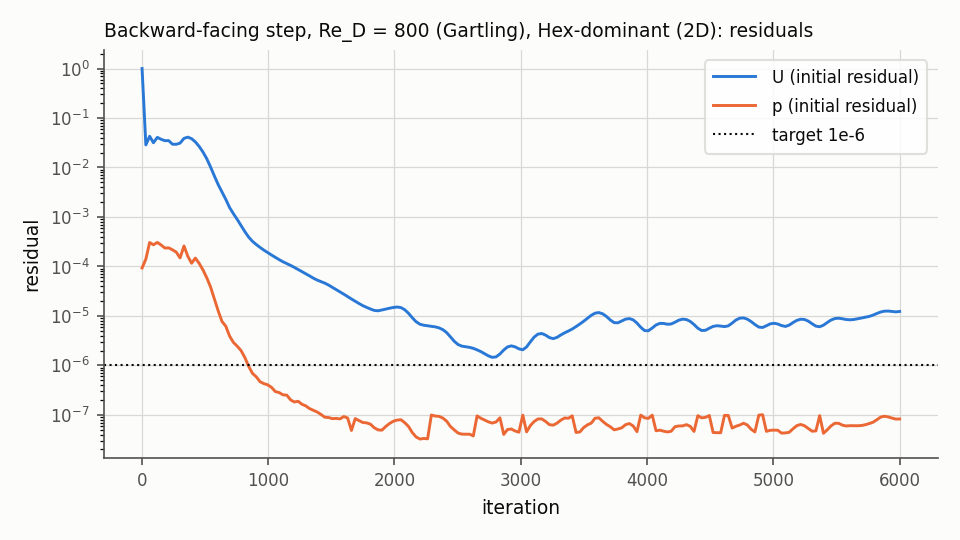 Backward-facing step, Re_D = 800 (Gartling), Hex-dominant (2D): residuals
U (initial residual)
p (initial residual)
target 1e-6
residual
10⁰
10⁻¹
10⁻²
10⁻³
10⁻⁴
10⁻⁵
10⁻⁶
10⁻⁷
0 1000 2000 3000 4000 5000 6000
iteration